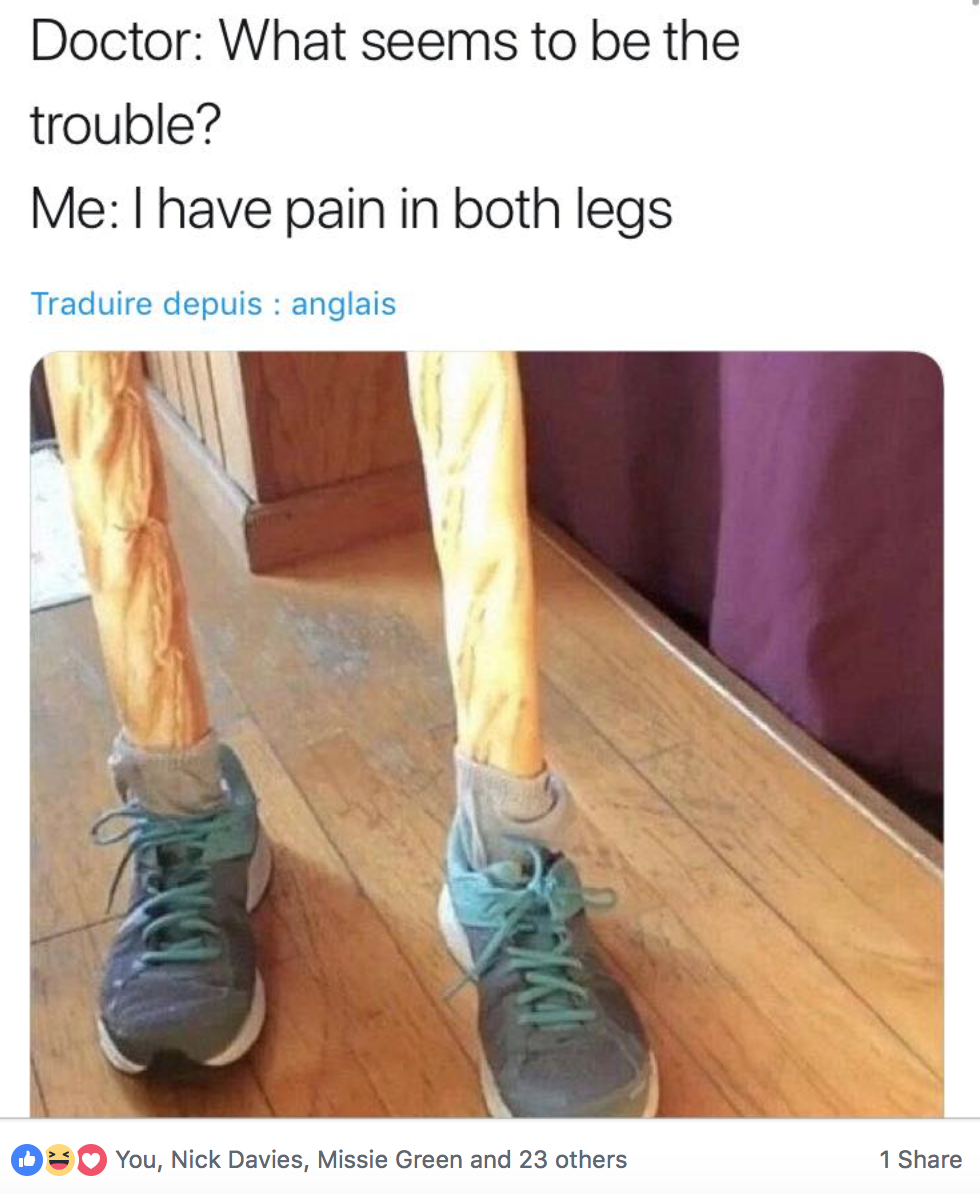 Doctor: What seems to be the
trouble?
Me: I have pain in both legs
Traduire depuis : anglais
You, Nick Davies, Missie Green and 23 others
1 Share